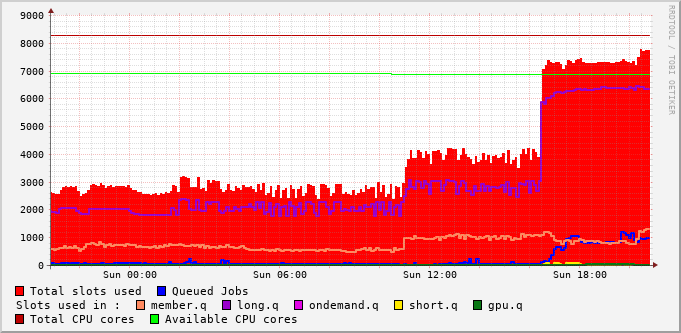 9000
8000
7000
6000
5000
4000
3000
2000
1000
0
Sun 00:00 Sun 06:00 Sun 12:00 Sun 18:00
Total slots used Queued Jobs
Slots used in : member.q long.q ondemand.q short.q gpu.q
Total CPU cores Available CPU cores
RRDTOOL / TOBI OETIKER